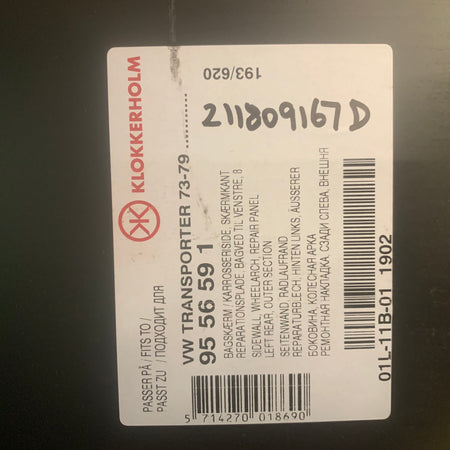 KLOKKERHOLM
193/620
211809167D
PASSER PÅ / FITS TO /
PASST ZU / ПОДХОДИТ ДЛЯ
VW TRANSPORTER 73-79 ...
95 56 59 1
BAGSKÆRM / KARROSSERISIDE, SKÆRMKANT
REPARATIONSPLADE, BAGVED TIL VENSTRE, 8
SIDEWALL, WHEELARCH, REPAIR PANEL
LEFT REAR, OUTER SECTION
SEITENWAND, RADLAUFRAND
REPARATURBLECH, HINTEN LINKS, ÄUSSERER
БОКОВИНА, КОЛЕСНАЯ АРКА
РЕМОНТНАЯ НАКЛАДКА, СЗАДИ СЛЕВА, ВНЕШНЯ
5 714270 018690
01L-11B-01 1902